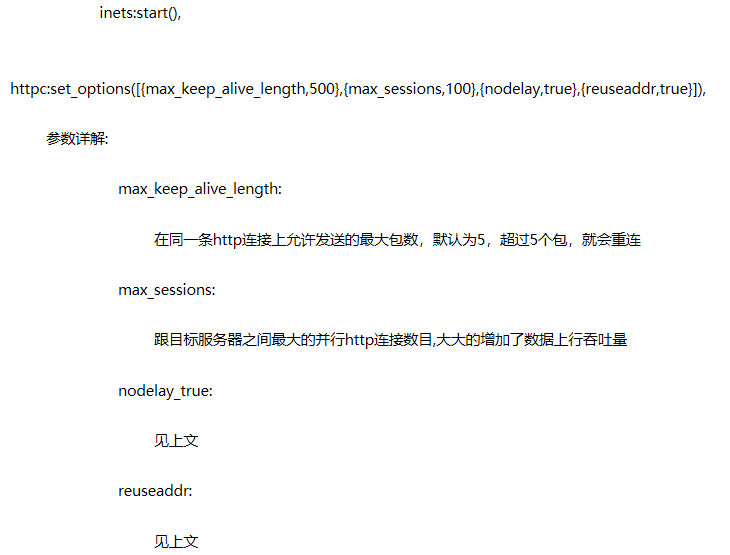 inets:start(),
httpc:set_options([{max_keep_alive_length,500},{max_sessions,100},{nodelay,true},{reuseaddr,true}]),
参数详解:
max_keep_alive_length:
在同一条http连接上允许发送的最大包数，默认为5，超过5个包，就会重连
max_sessions:
跟目标服务器之间最大的并行http连接数目,大大的增加了数据上行吞吐量
nodelay_true:
见上文
reuseaddr:
见上文